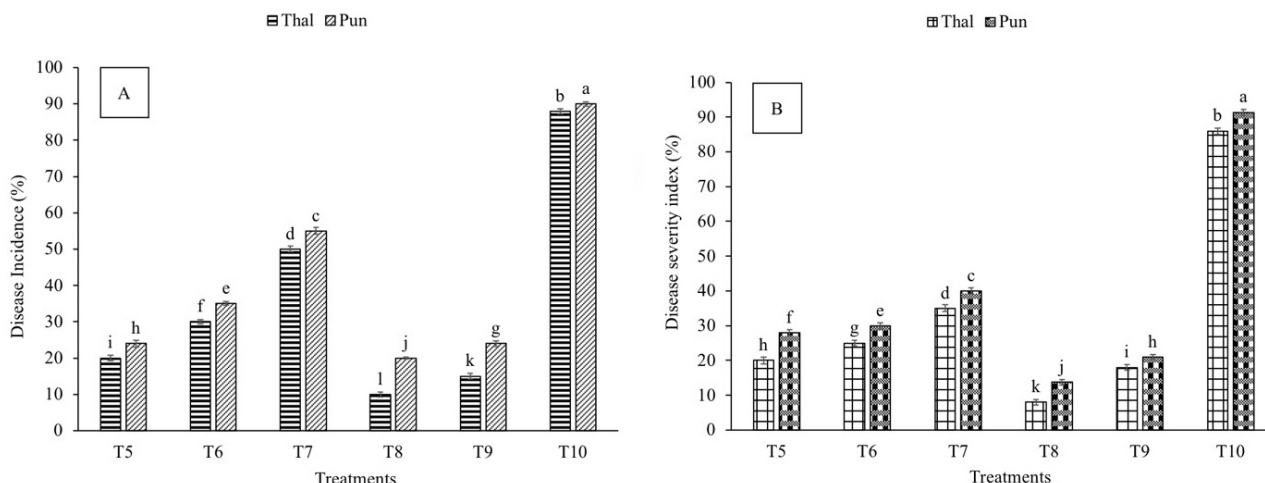 Thal Pun
A
Disease Incidence (%)
100
90
80
70
60
50
40
30
20
10
0
i h f e d c l j k g b a
T5 T6 T7 T8 T9 T10
Treatments
Thal Pun
B
Disease severity index (%)
100
90
80
70
60
50
40
30
20
10
0
h f g e d c k j i h b a
T5 T6 T7 T8 T9 T10
Treatments